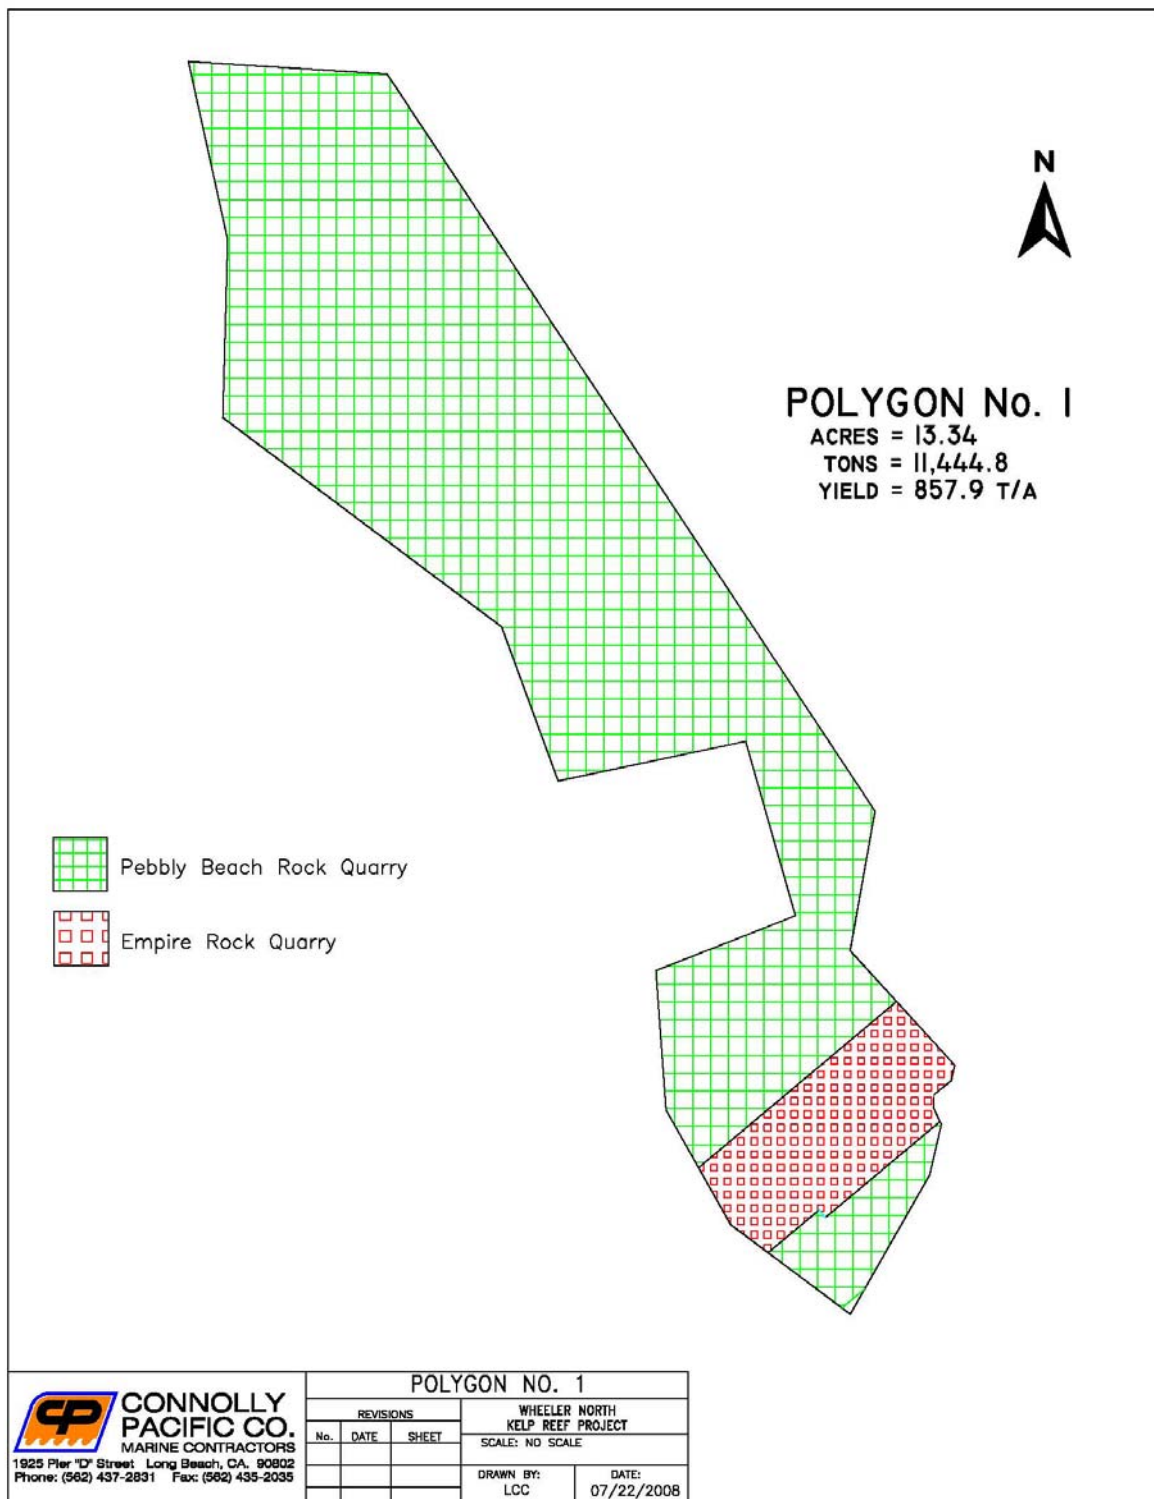 N
POLYGON No. 1
ACRES = 13.34
TONS = 11,444.8
YIELD = 857.9 T/A
Pebbly Beach Rock Quarry
Empire Rock Quarry
CP
CONNOLLY
PACIFIC CO.
MARINE CONTRACTORS
1925 Pier "D" Street Long Beach, CA. 90802
Phone: (562) 437-2831 Fax: (562) 435-2035
POLYGON NO. 1
REVISIONS
No. DATE SHEET
WHEELER NORTH
KELP REEF PROJECT
SCALE: NO SCALE
DRAWN BY:
LCC
DATE:
07/22/2008